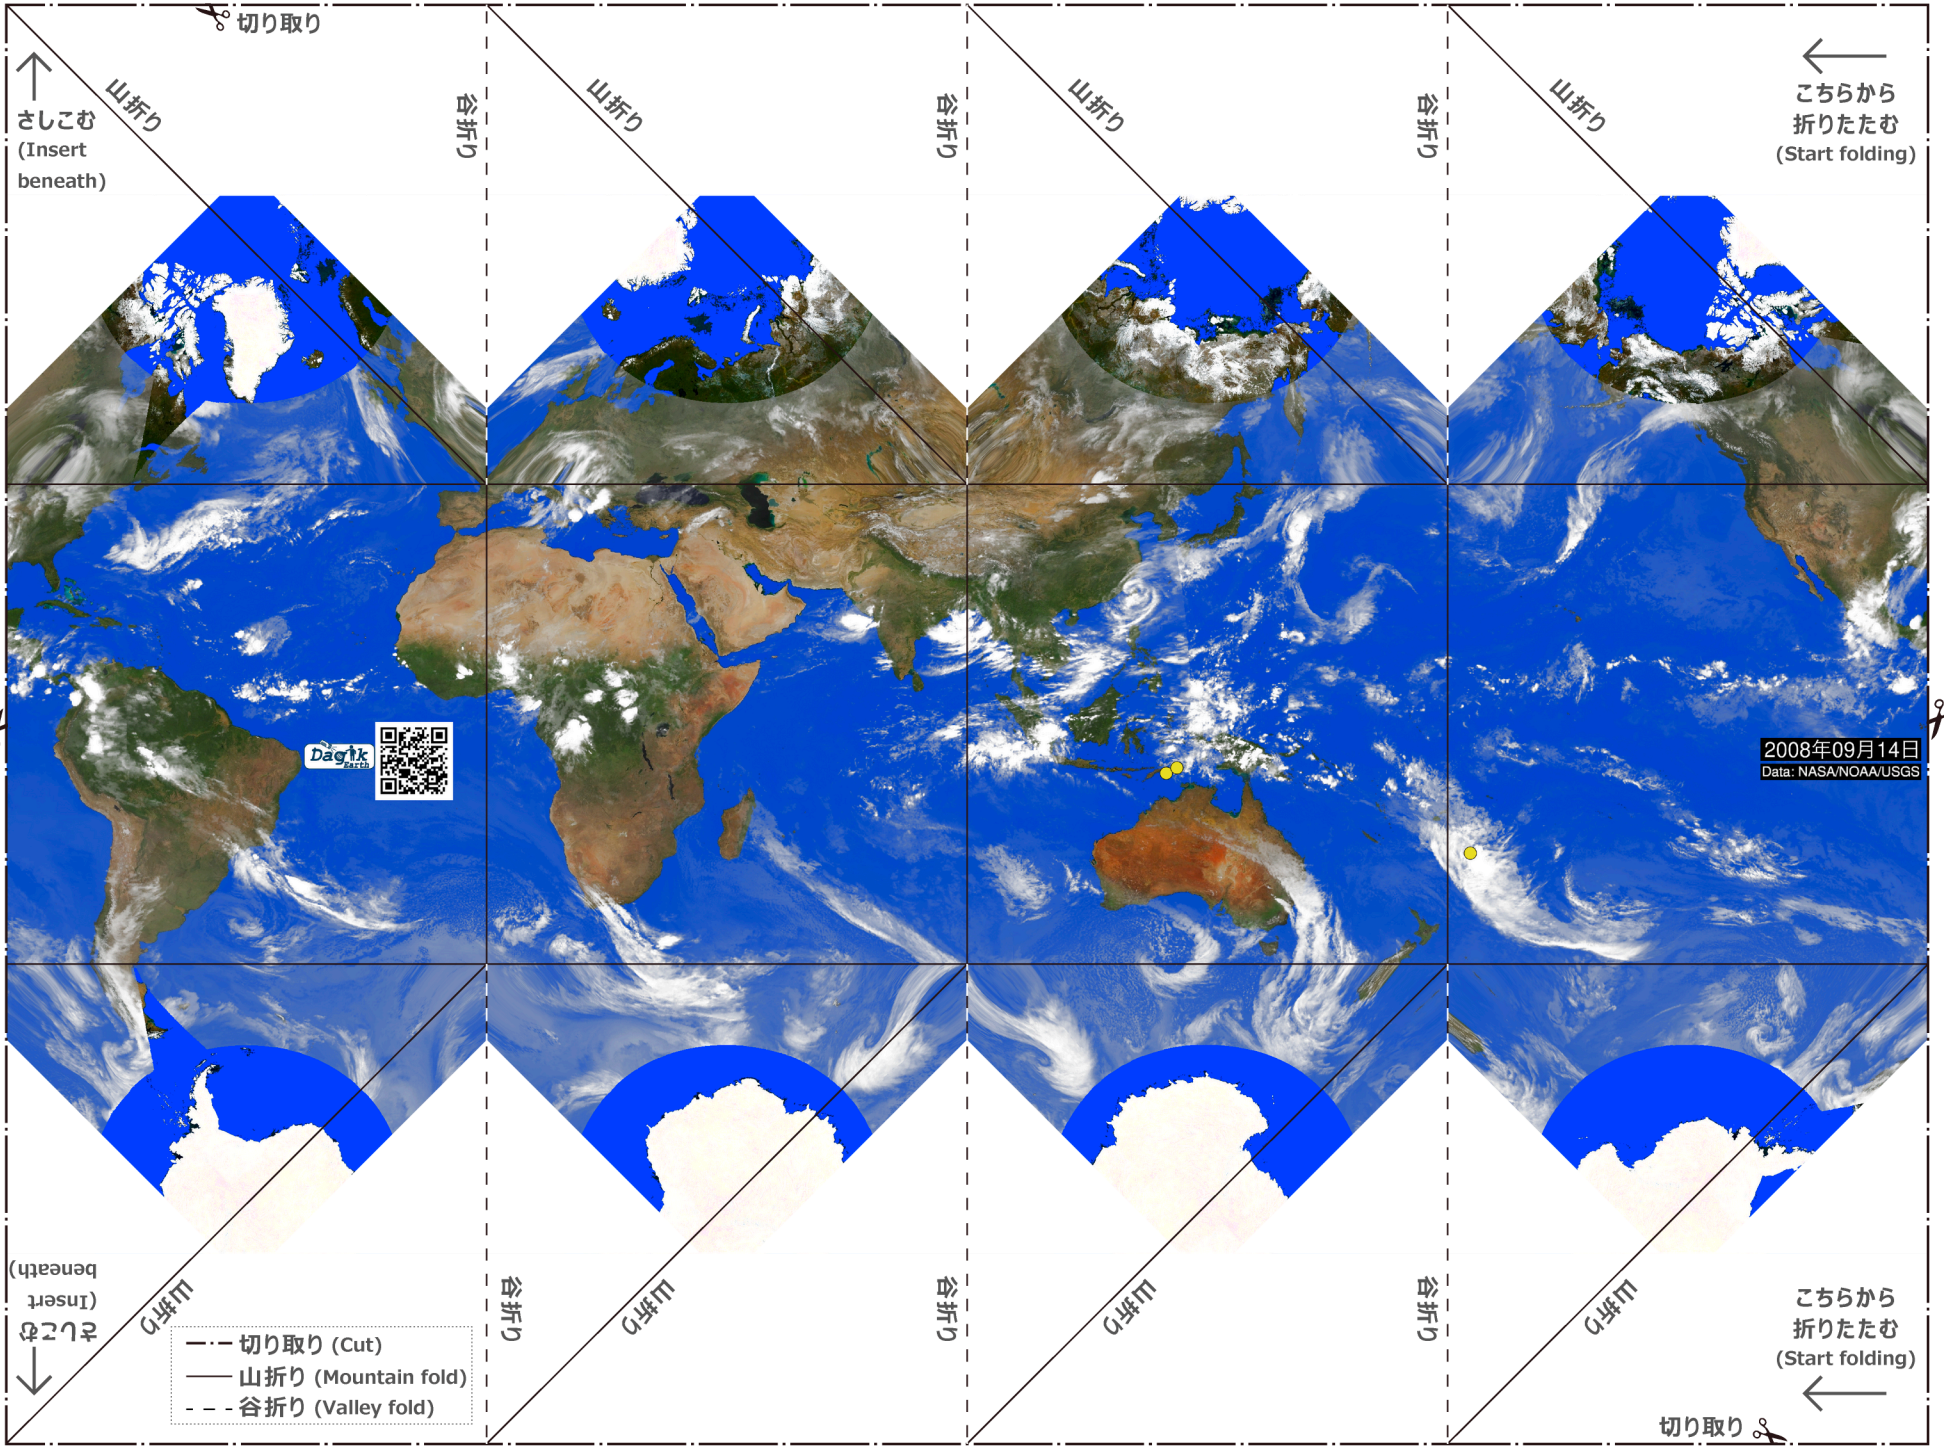 切り取り
山折り
谷折り
山折り
谷折り
山折り
谷折り
山折り
こちらから
折りたたむ
(Start folding)
さしこむ
(Insert
beneath)
Dagik
Earth
2008年09月14日
Data: NASA/NOAA/USGS
さしこむ
(Insert
beneath)
山折り
谷折り
山折り
谷折り
山折り
谷折り
山折り
こちらから
折りたたむ
(Start folding)
切り取り (Cut)
山折り (Mountain fold)
谷折り (Valley fold)
切り取り